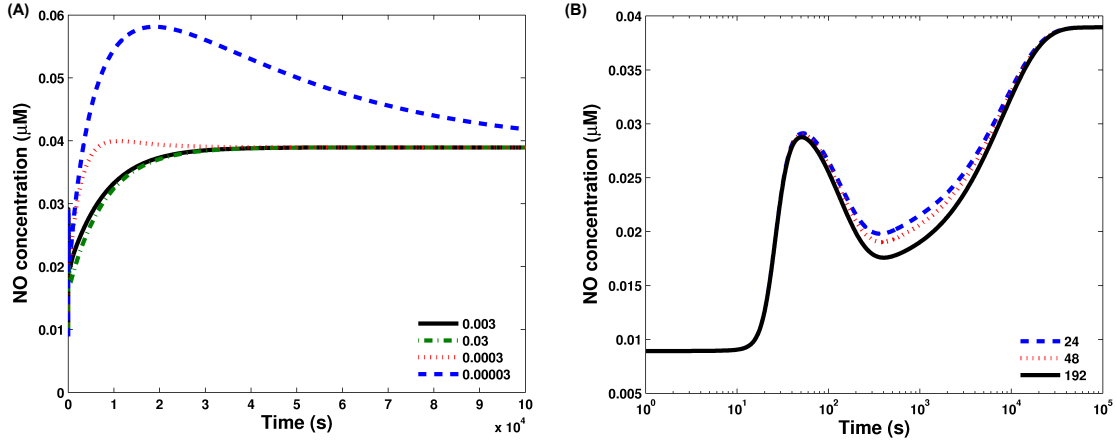 (A)
NO concentration (μM)
0.06
0.05
0.04
0.03
0.02
0.01
0
0.003
0.03
0.0003
0.00003
0 1 2 3 4 5 6 7 8 9 10
Time (s)
x 10^4
(B)
NO concentration (μM)
0.04
0.035
0.03
0.025
0.02
0.015
0.01
0.005
24
48
192
10^0 10^1 10^2 10^3 10^4 10^5
Time (s)